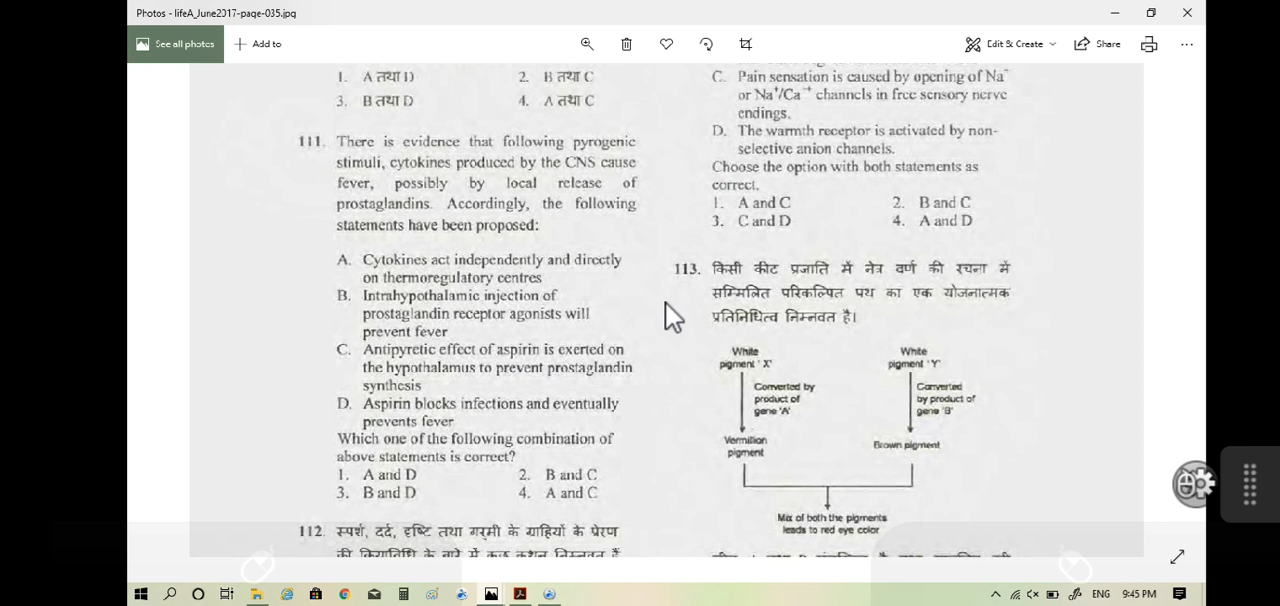 Photos - lifeA_June2017-page-035.jpg
See all photos
Add to
Edit & Create
Share
1. A तथा D 2. B तथा C
3. B तथा D 4. A तथा C
111. There is evidence that following pyrogenic
stimuli, cytokines produced by the CNS cause
fever, possibly by local release of
prostaglandins. Accordingly, the following
statements have been proposed:
A. Cytokines act independently and directly
on thermoregulatory centres
B. Intrahypothalamic injection of
prostaglandin receptor agonists will
prevent fever
C. Antipyretic effect of aspirin is exerted on
the hypothalamus to prevent prostaglandin
synthesis
D. Aspirin blocks infections and eventually
prevents fever
Which one of the following combination of
above statements is correct?
1. A and D 2. B and C
3. B and D 4. A and C
112. स्पर्श, दर्द, दृष्टि तथा गर्मी के ग्राहियों के प्रेरण
की क्रियाविधि के बारे में कुछ कथन निम्नवत हैं
C. Pain sensation is caused by opening of Na⁺
or Na⁺/Ca⁺⁺ channels in free sensory nerve
endings.
D. The warmth receptor is activated by non-
selective anion channels.
Choose the option with both statements as
correct.
1. A and C 2. B and C
3. C and D 4. A and D
113. किसी कीट प्रजाति में नेत्र वर्ण की रचना में
सम्मिलित परिकल्पित पथ का एक योजनात्मक
प्रतिनिधित्व निम्नवत है।
White
pigment 'X'
White
pigment 'Y'
Converted by
product of
gene 'A'
Converted
by product of
gene 'B'
Vermillion
pigment
Brown pigment
Mix of both the pigments
leads to red eye color
ENG 9:45 PM